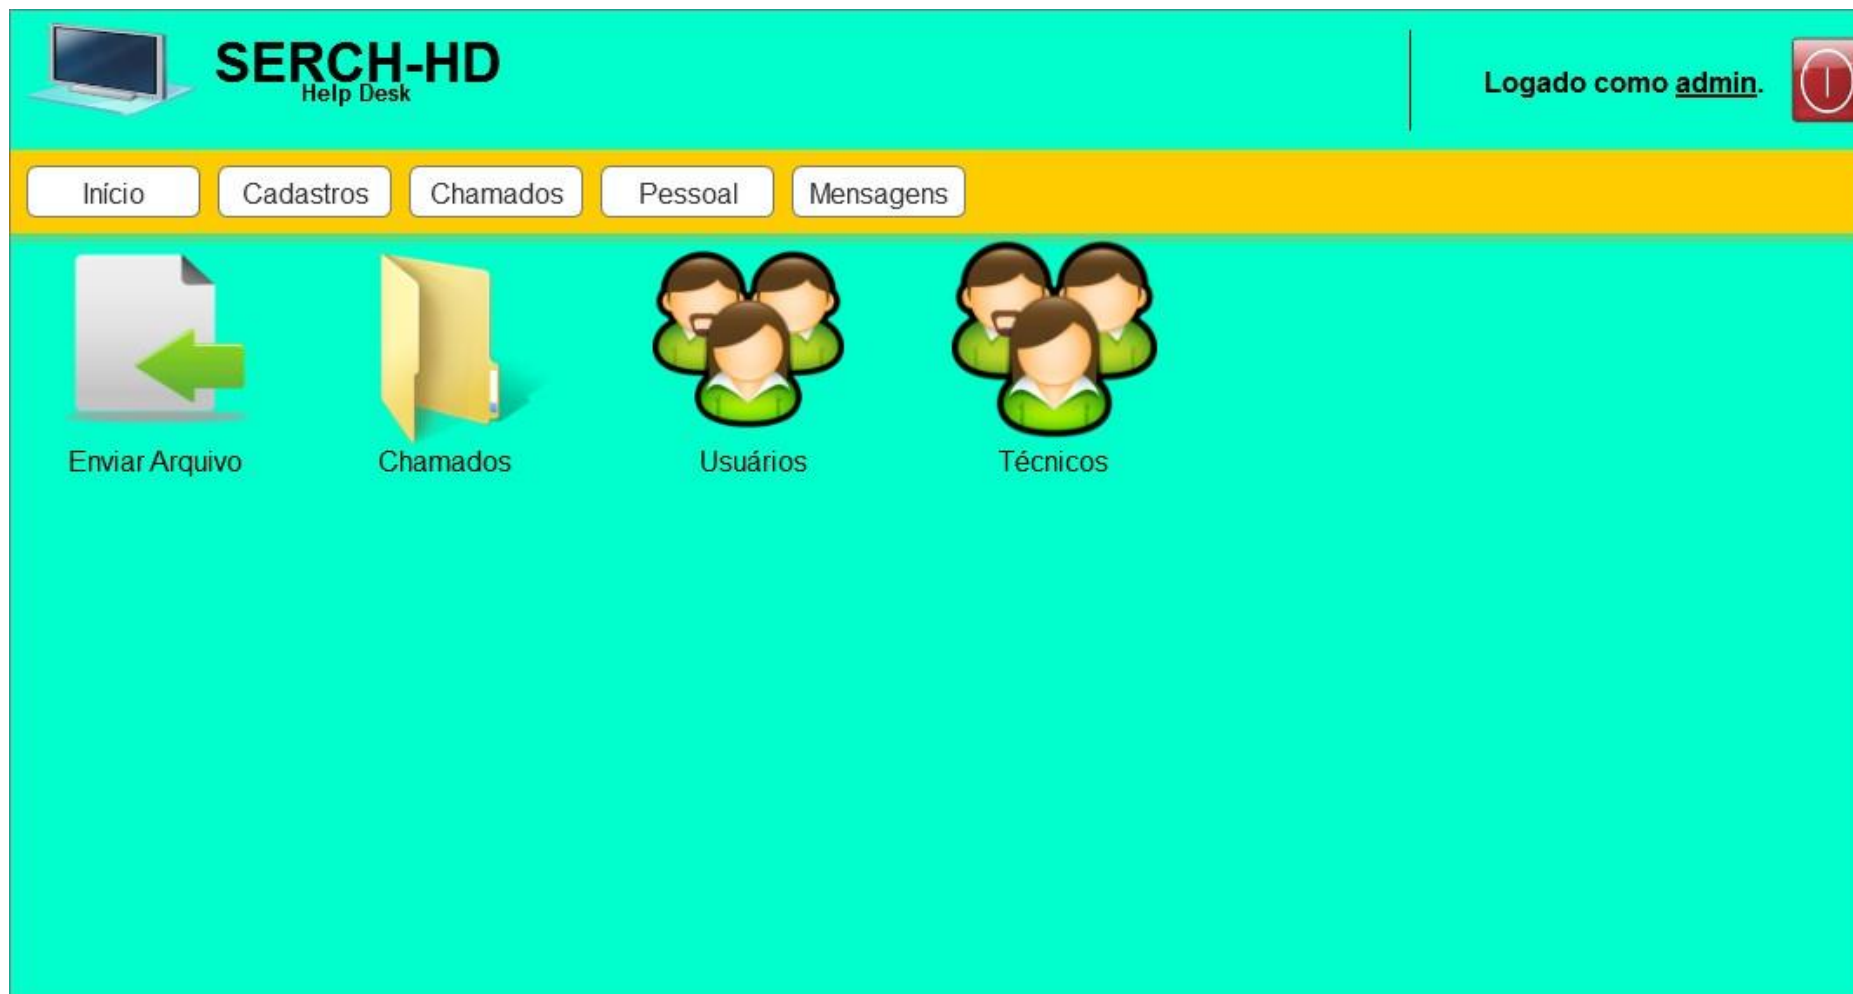 SERCH-HD
Help Desk
Logado como admin.
Início Cadastros Chamados Pessoal Mensagens
Enviar Arquivo Chamados Usuários Técnicos